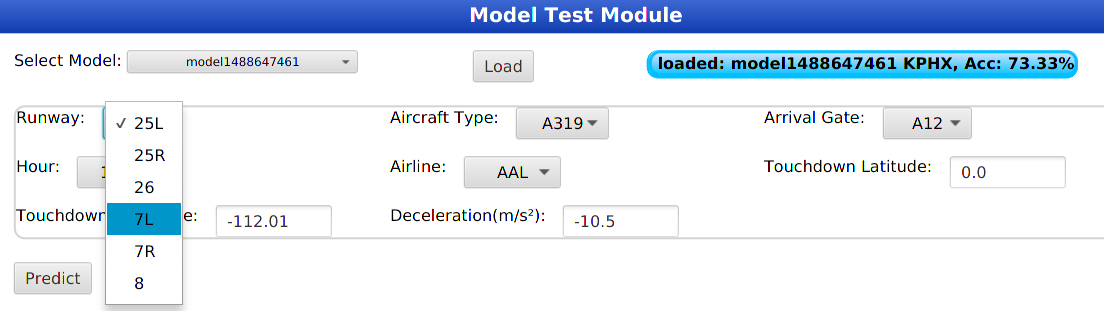 Model Test Module
Select Model: model1488647461 Load loaded: model1488647461 KPHX, Acc: 73.33%
Runway: ✓ 25L Aircraft Type: A319 Arrival Gate: A12
25R
Hour: 1 Airline: AAL Touchdown Latitude: 0.0
26
7L
Touchdown e: -112.01 Deceleration(m/s²): -10.5
7R
Predict
8